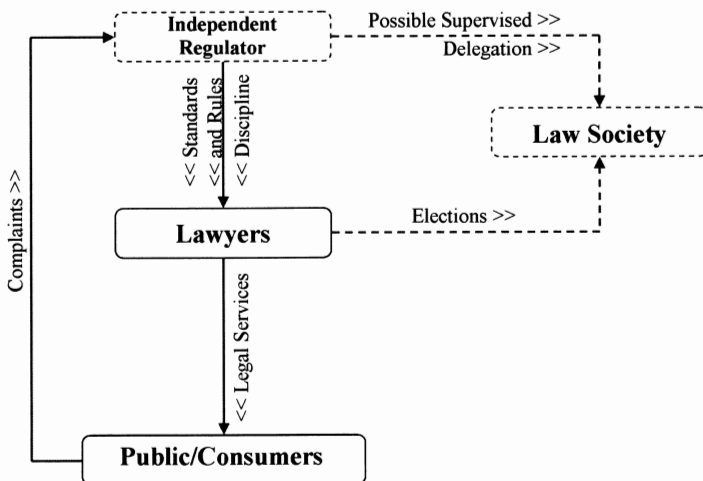 Independent
Regulator
Possible Supervised >>
Delegation >>
Law Society
<< Standards
<< and Rules
<< Discipline
Complaints >>
Lawyers
Elections >>
<< Legal Services
Public/Consumers